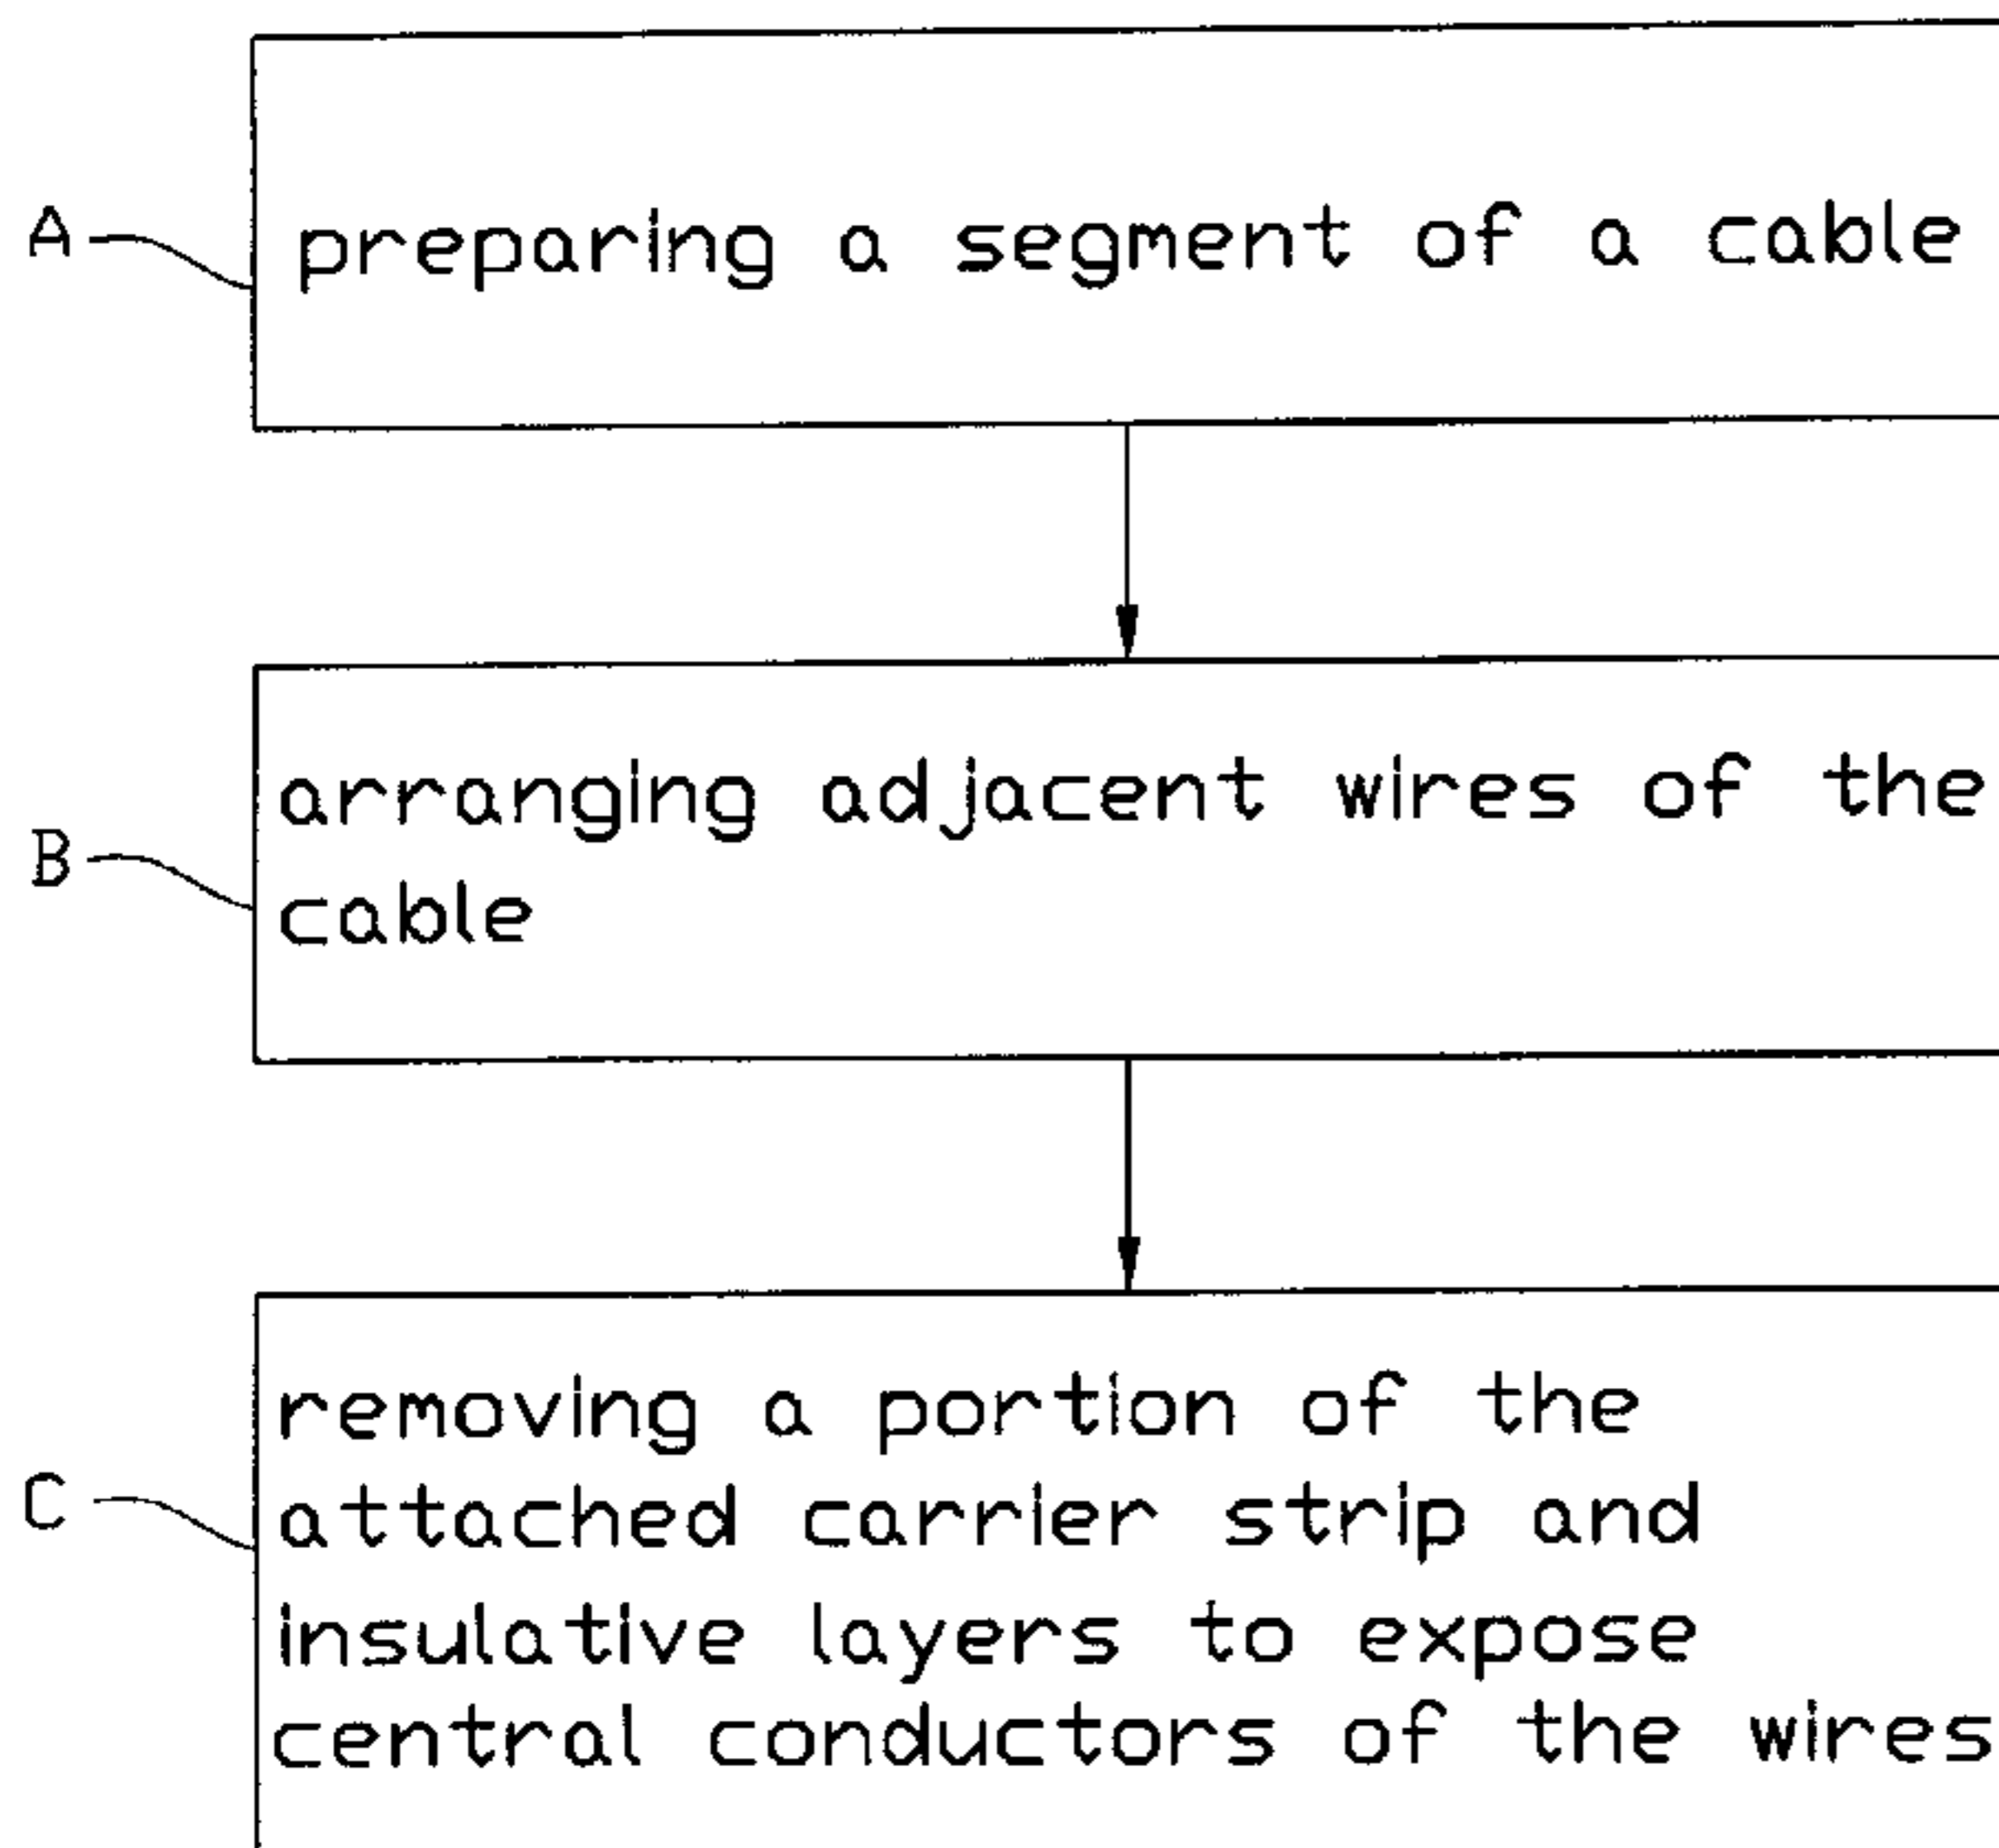 A
preparing a segment of a cable
B
arranging adjacent wires of the
cable
C
removing a portion of the
attached carrier strip and
insulative layers to expose
central conductors of the wires